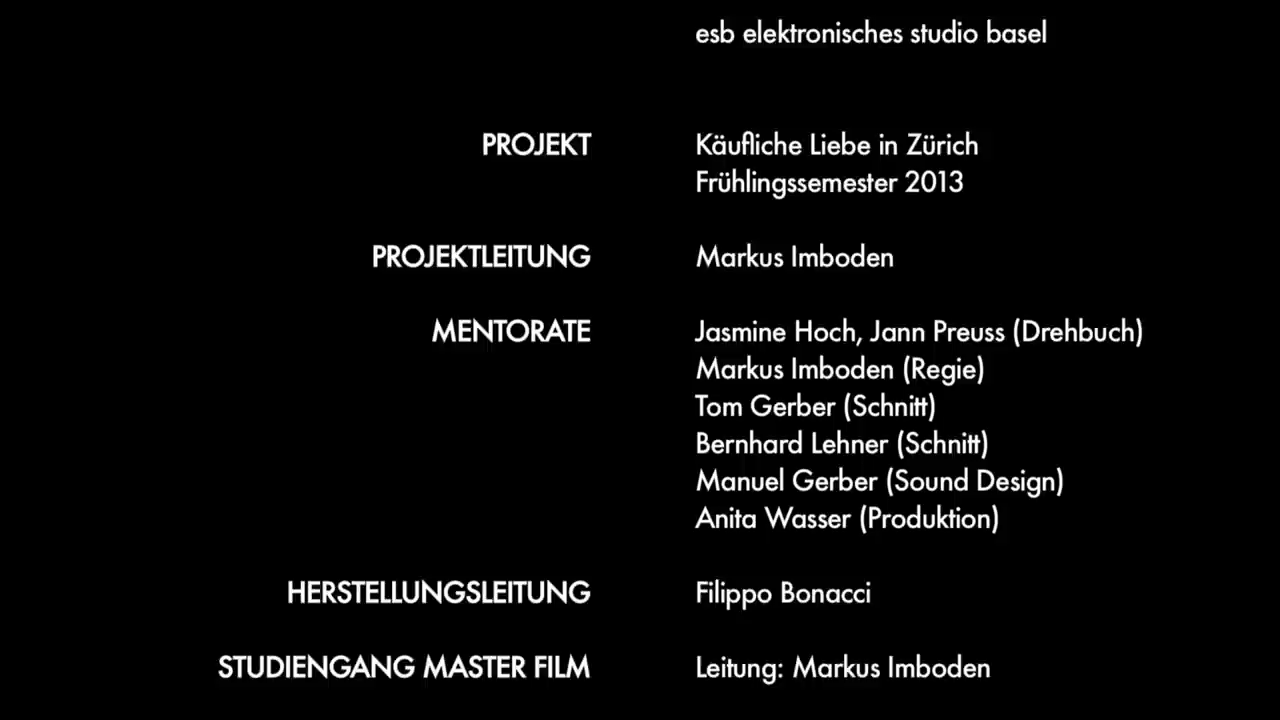 esb elektronisches studio basel
PROJEKT Käufliche Liebe in Zürich
Frühlingssemester 2013
PROJEKTLEITUNG Markus Imboden
MENTORATE Jasmine Hoch, Jann Preuss (Drehbuch)
Markus Imboden (Regie)
Tom Gerber (Schnitt)
Bernhard Lehner (Schnitt)
Manuel Gerber (Sound Design)
Anita Wasser (Produktion)
HERSTELLUNGSLEITUNG Filippo Bonacci
STUDIENGANG MASTER FILM Leitung: Markus Imboden